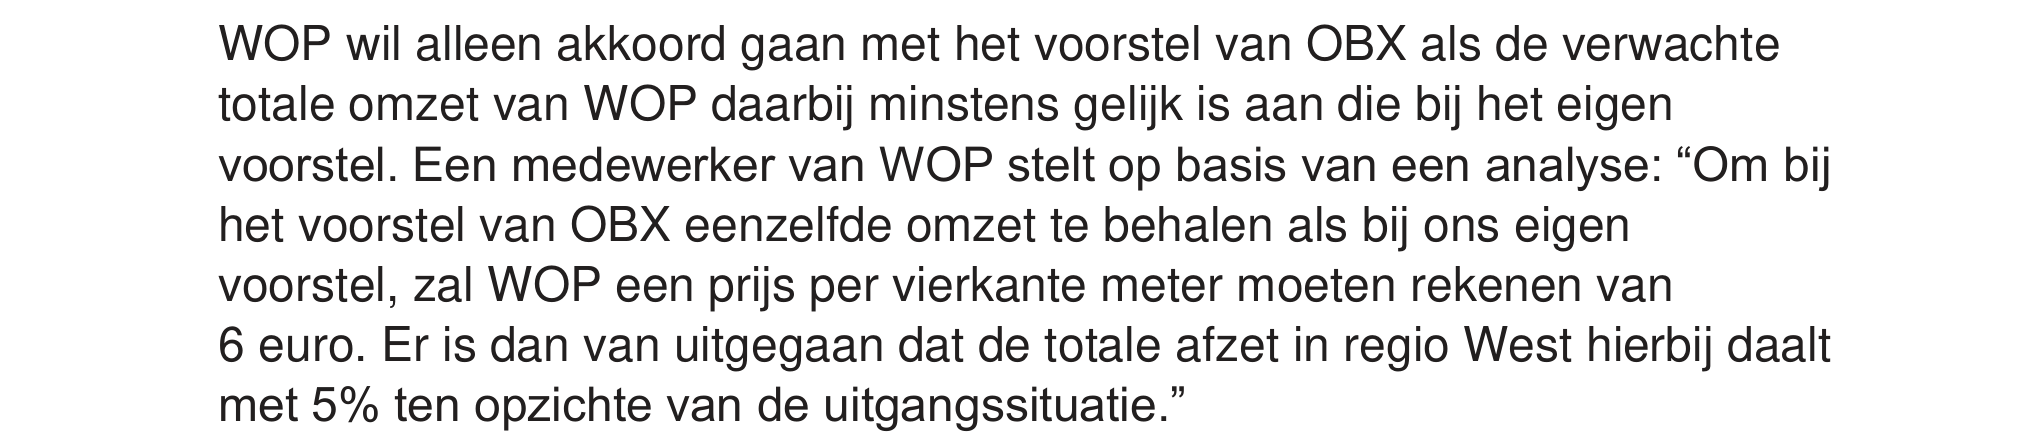 WOP wil alleen akkoord gaan met het voorstel van OBX als de verwachte
totale omzet van WOP daarbij minstens gelijk is aan die bij het eigen
voorstel. Een medewerker van WOP stelt op basis van een analyse: “Om bij
het voorstel van OBX eenzelfde omzet te behalen als bij ons eigen
voorstel, zal WOP een prijs per vierkante meter moeten rekenen van
6 euro. Er is dan van uitgegaan dat de totale afzet in regio West hierbij daalt
met 5% ten opzichte van de uitgangssituatie.”